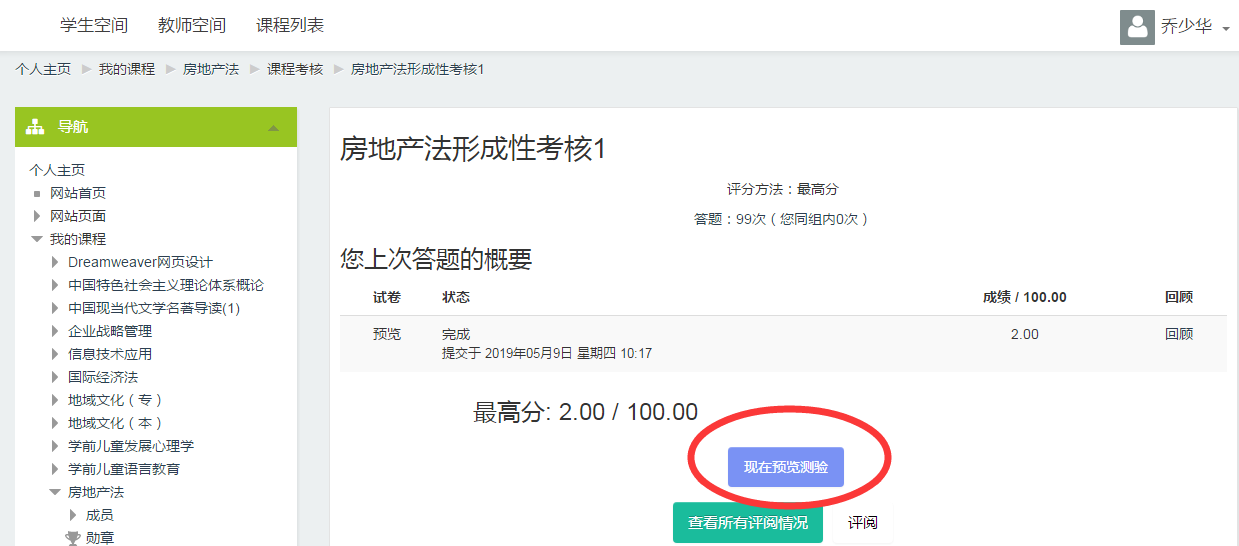 学生空间 教师空间 课程列表 乔少华
个人主页 我的课程 房地产法 课程考核 房地产法形成性考核1
导航
个人主页
网站首页
网站页面
我的课程
Dreamweaver网页设计
中国特色社会主义理论体系概论
中国现当代文学名著导读(1)
企业战略管理
信息技术应用
国际经济法
地域文化（专）
地域文化（本）
学前儿童发展心理学
学前儿童语言教育
房地产法
成员
勋章
房地产法形成性考核1
评分方法：最高分
答题：99次（您同组内0次）
您上次答题的概要
试卷 状态 成绩 / 100.00 回顾
预览 完成 2.00 回顾
提交于 2019年05月9日 星期四 10:17
最高分: 2.00 / 100.00
现在预览测验
查看所有评阅情况 评阅